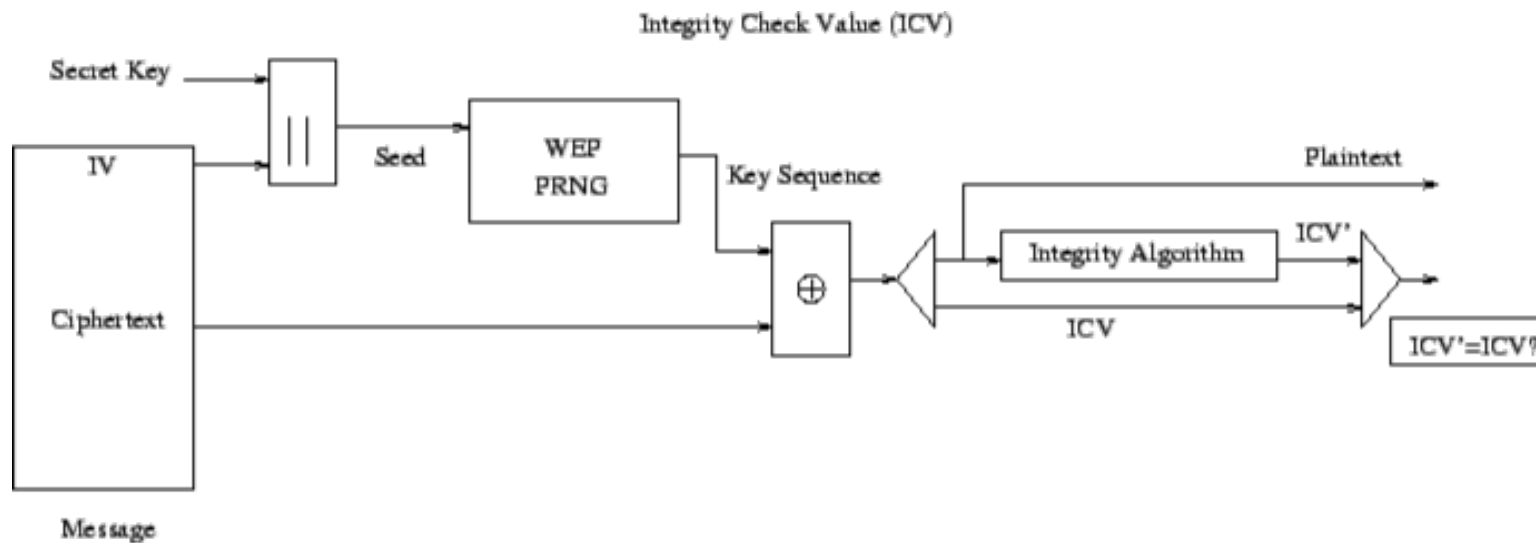 Integrity Check Value (ICV)
Secret Key
IV
||
Seed
WEP
PRNG
Key Sequence
Plaintext
Integrity Algorithm
ICV'
⊕
Ciphertext
ICV
ICV'=ICV?
Message